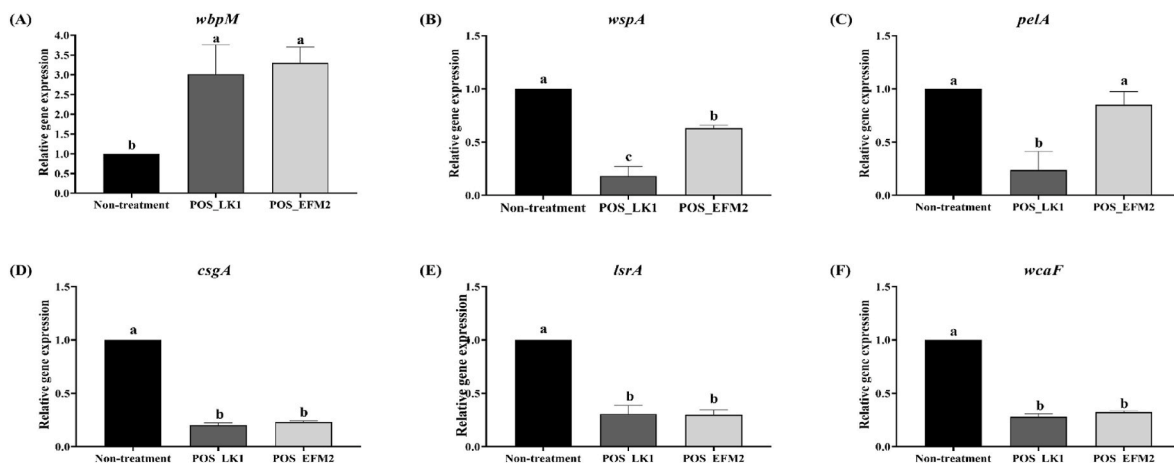 (A)
wbpM
Relative gene expression
4.0
3.5
3.0
2.5
2.0
1.5
1.0
0.5
0.0
b
a
a
Non-treatment POS_LK1 POS_EFM2
(B)
wspA
Relative gene expression
1.5
1.0
0.5
0.0
a
c
b
Non-treatment POS_LK1 POS_EFM2
(C)
pelA
Relative gene expression
1.5
1.0
0.5
0.0
a
b
a
Non-treatment POS_LK1 POS_EFM2
(D)
csgA
Relative gene expression
1.5
1.0
0.5
0.0
a
b
b
Non-treatment POS_LK1 POS_EFM2
(E)
lsrA
Relative gene expression
1.5
1.0
0.5
0.0
a
b
b
Non-treatment POS_LK1 POS_EFM2
(F)
wcaF
Relative gene expression
1.5
1.0
0.5
0.0
a
b
b
Non-treatment POS_LK1 POS_EFM2